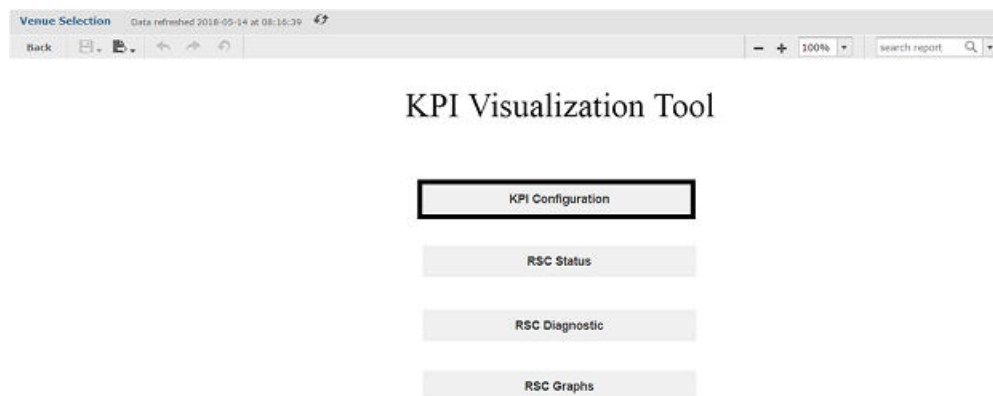 Venue Selection Data refreshed 2018-05-14 at 08:16:39
Back 100% search report
KPI Visualization Tool
KPI Configuration
RSC Status
RSC Diagnostic
RSC Graphs